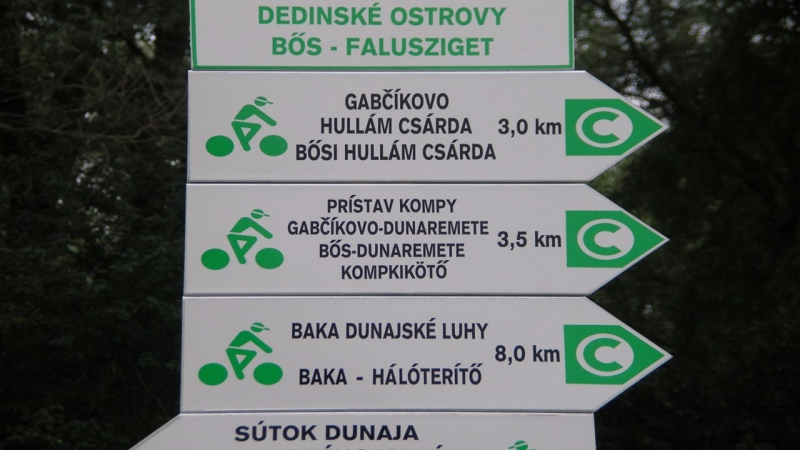 DEDINSKÉ OSTROVY
BŐS - FALUSZIGET
GABČÍKOVO
HULLÁM CSÁRDA
BŐSI HULLÁM CSÁRDA
3,0 km
C
PRÍSTAV KOMPY
GABČÍKOVO-DUNAREMETE
BŐS-DUNAREMETE
KOMPKIKÖTŐ
3,5 km
C
BAKA DUNAJSKÉ LUHY
BAKA - HÁLÓTERÍTŐ
8,0 km
C
SÚTOK DUNAJA